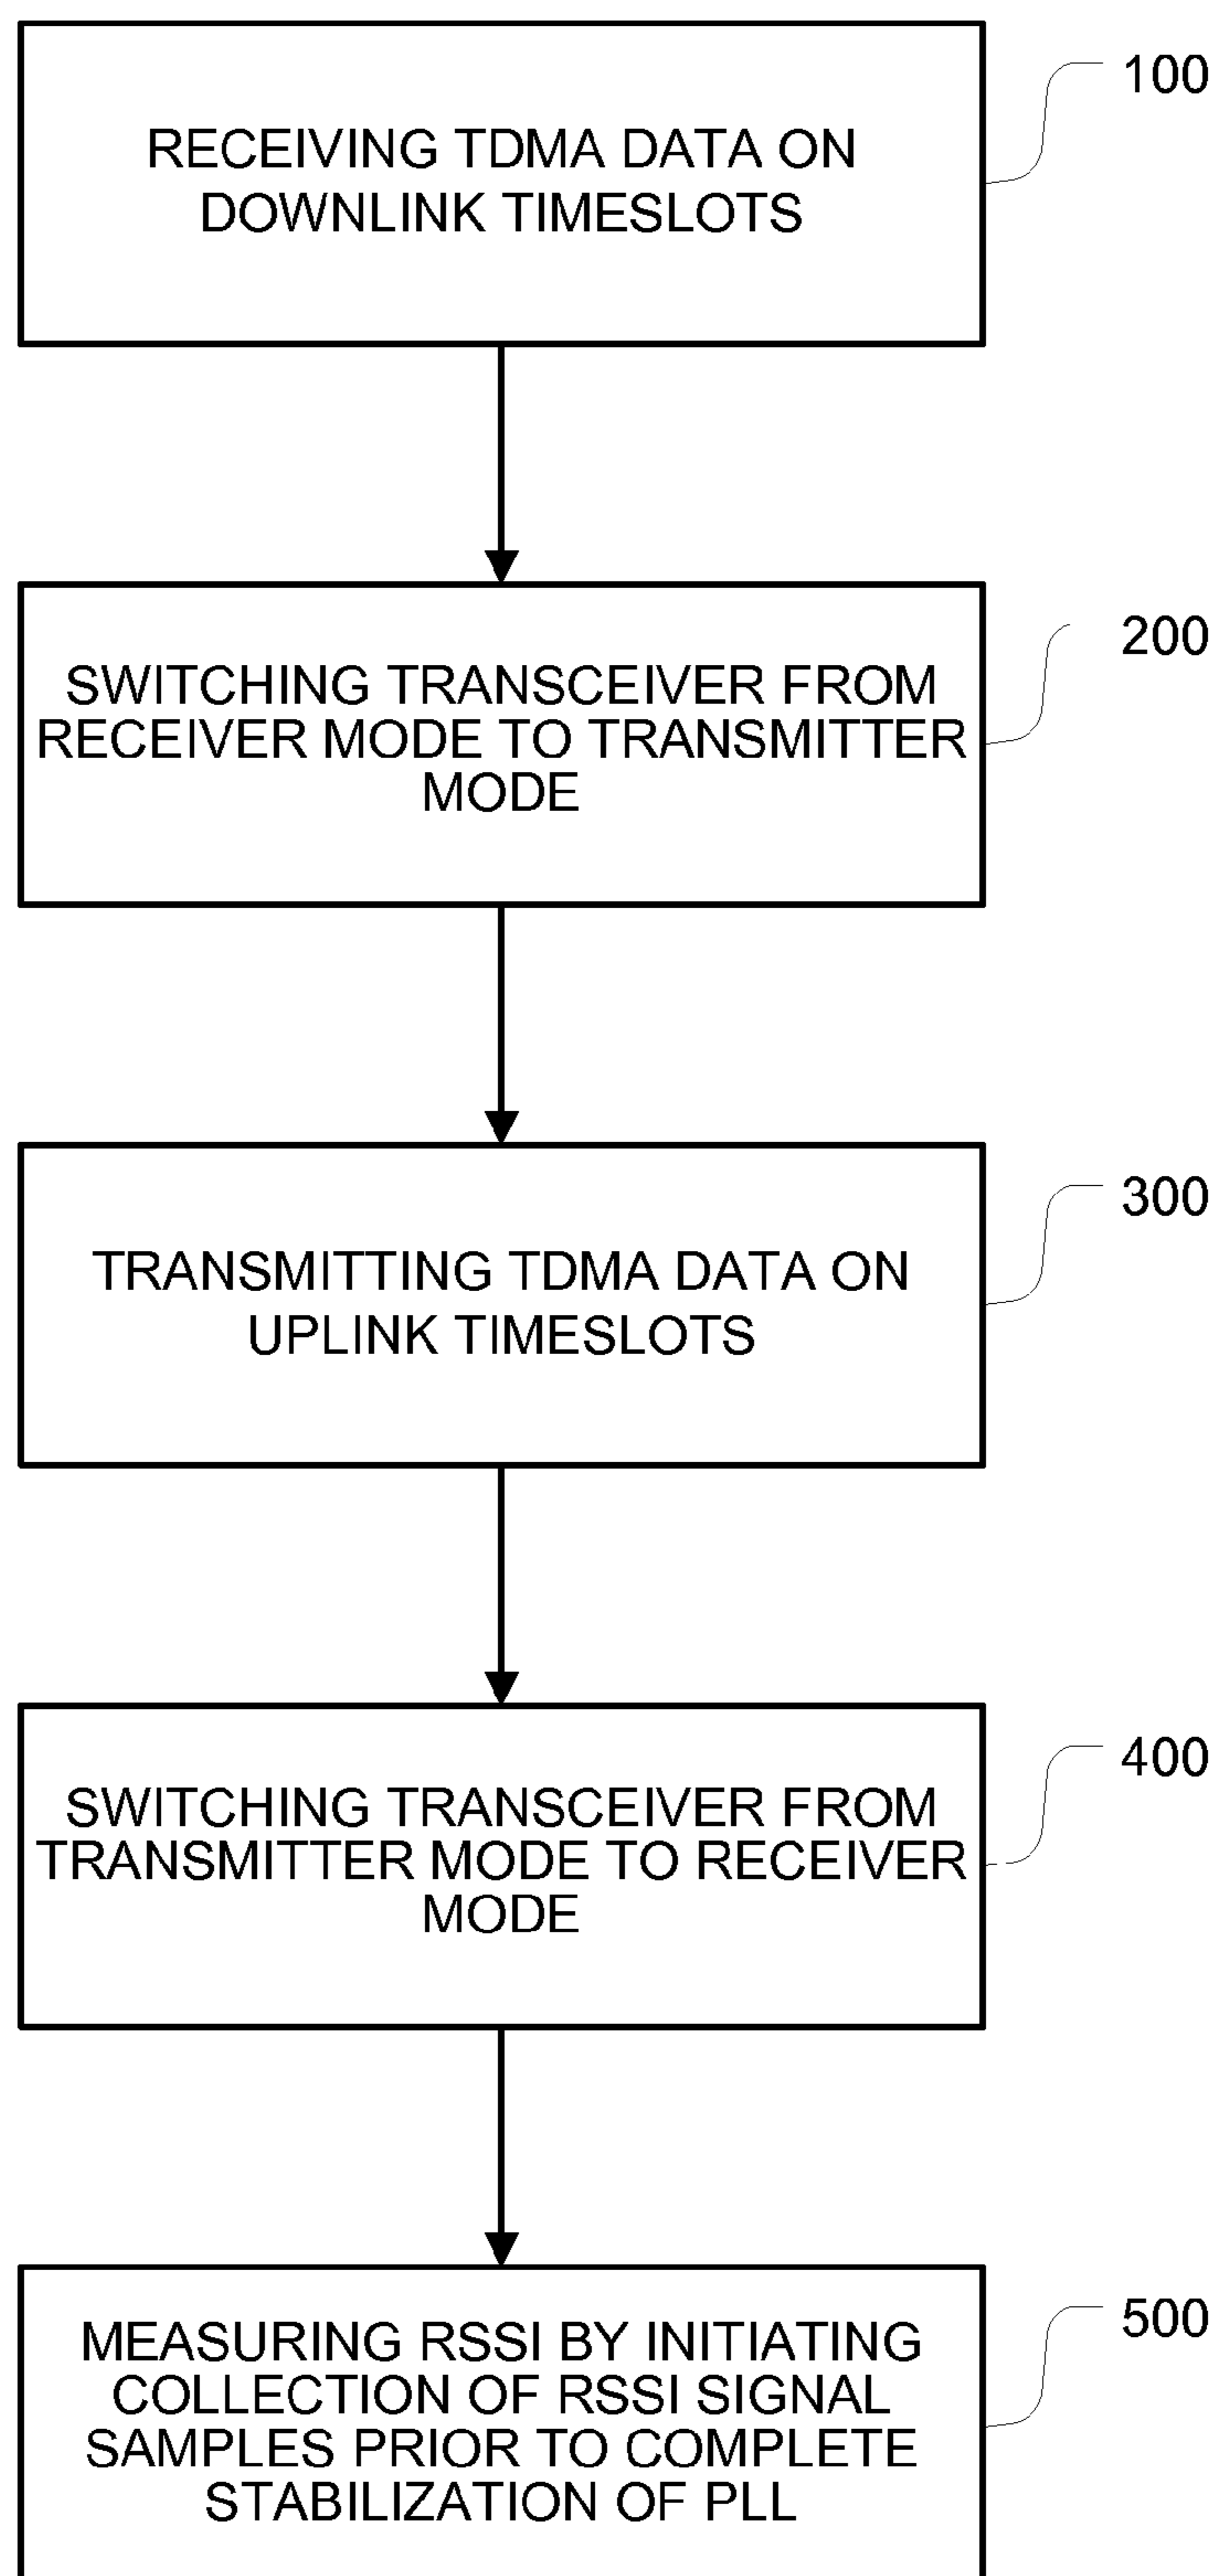 RECEIVING TDMA DATA ON
DOWNLINK TIMESLOTS
100
SWITCHING TRANSCEIVER FROM
RECEIVER MODE TO TRANSMITTER
MODE
200
TRANSMITTING TDMA DATA ON
UPLINK TIMESLOTS
300
SWITCHING TRANSCEIVER FROM
TRANSMITTER MODE TO RECEIVER
MODE
400
MEASURING RSSI BY INITIATING
COLLECTION OF RSSI SIGNAL
SAMPLES PRIOR TO COMPLETE
STABILIZATION OF PLL
500